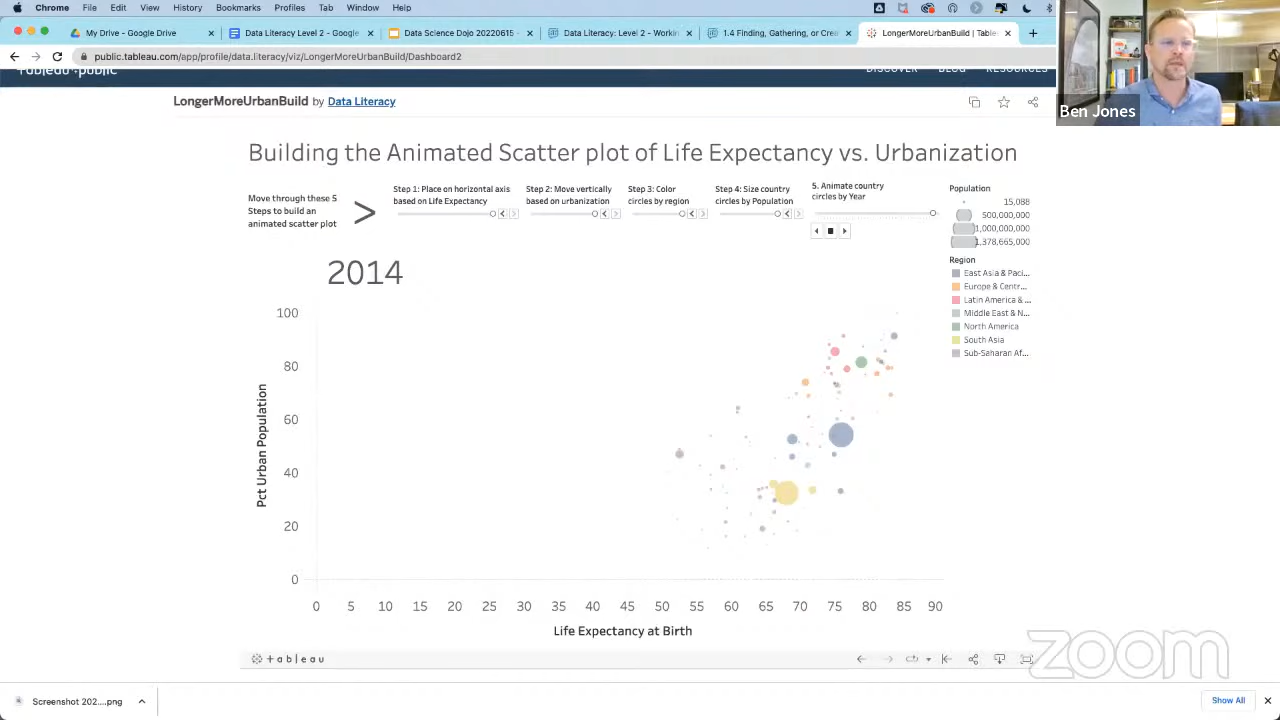 Chrome File Edit View History Bookmarks Profiles Tab Window Help
My Drive - Google Drive × Data Literacy Level 2 - Google × Data Science Dojo 20220615 - × Data Literacy: Level 2 — Workin × 1.4 Finding, Gathering, or Crea × LongerMoreUrbanBuild | Table ×
public.tableau.com/app/profile/data.literacy/viz/LongerMoreUrbanBuild/Dashboard2
DISCOVER BLOG RESOURCES
Ben Jones
LongerMoreUrbanBuild by Data Literacy
Building the Animated Scatter plot of Life Expectancy vs. Urbanization
Move through these 5
Steps to build an
animated scatter plot
>
Step 1: Place on horizontal axis
based on Life Expectancy
Step 2: Move vertically
based on urbanization
Step 3: Color
circles by region
Step 4: Size country
circles by Population
5. Animate country
circles by Year
Population
15,088
500,000,000
1,000,000,000
1,378,665,000
Region
East Asia & Paci...
Europe & Centr...
Latin America & ...
Middle East & N...
North America
South Asia
Sub-Saharan Af...
2014
100
80
60
40
20
0
Pct Urban Population
0 5 10 15 20 25 30 35 40 45 50 55 60 65 70 75 80 85 90
Life Expectancy at Birth
+ableau
zoom
Screenshot 202....png
Show All